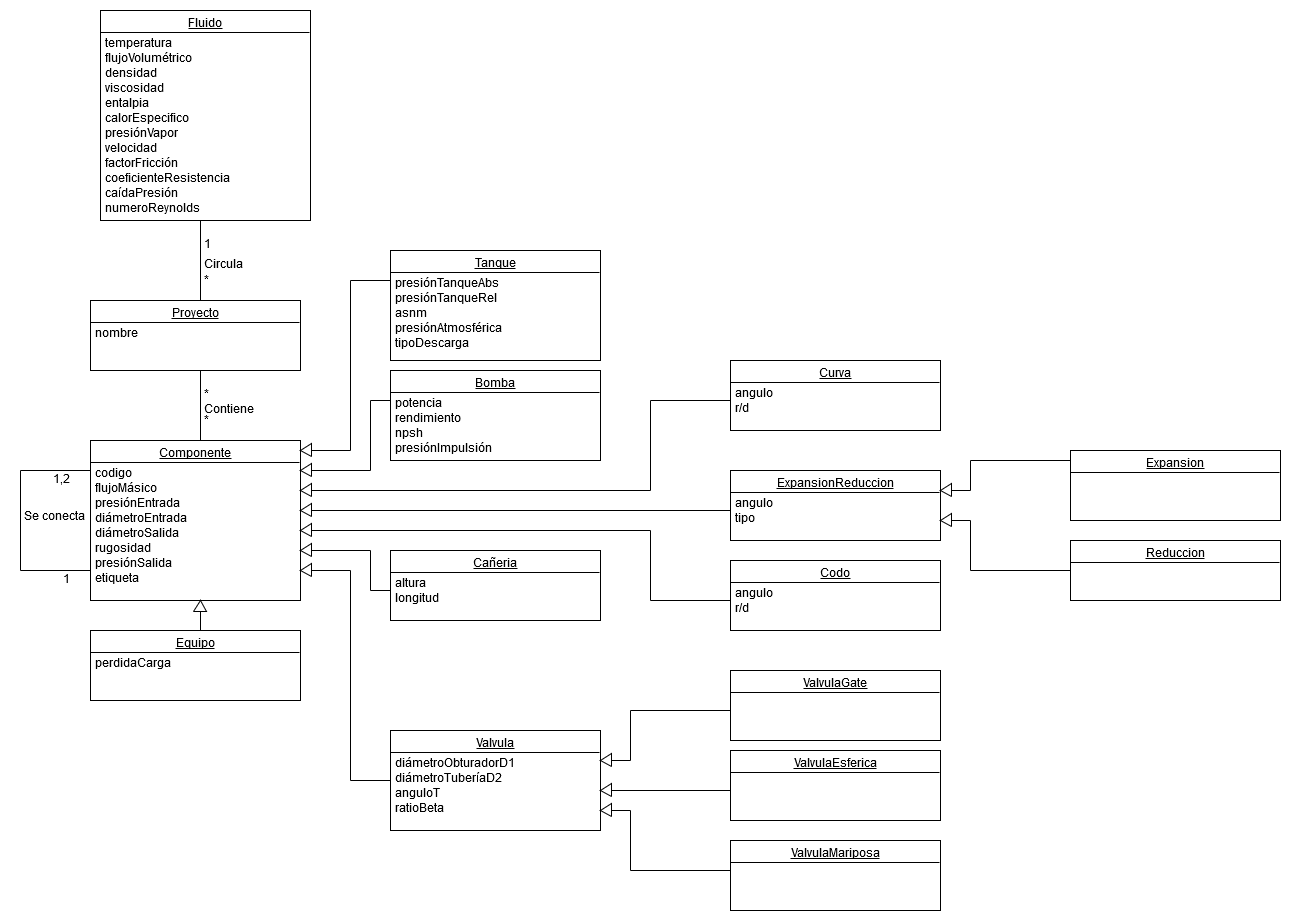 Fluido
temperatura
flujoVolumétrico
densidad
viscosidad
entalpia
calorEspecifico
presiónVapor
velocidad
factorFricción
coeficienteResistencia
caídaPresión
numeroReynolds
1
Circula
*
Proyecto
nombre
*
Contiene
*
Componente
codigo
flujoMásico
presiónEntrada
diámetroEntrada
diámetroSalida
rugosidad
presiónSalida
etiqueta
1,2
Se conecta
1
Equipo
perdidaCarga
Tanque
presiónTanqueAbs
presiónTanqueRel
asnm
presiónAtmosférica
tipoDescarga
Bomba
potencia
rendimiento
npsh
presiónImpulsión
Cañeria
altura
longitud
Valvula
diámetroObturadorD1
diámetroTuberíaD2
anguloT
ratioBeta
Curva
angulo
r/d
ExpansionReduccion
angulo
tipo
Codo
angulo
r/d
ValvulaGate
ValvulaEsferica
ValvulaMariposa
Expansion
Reduccion